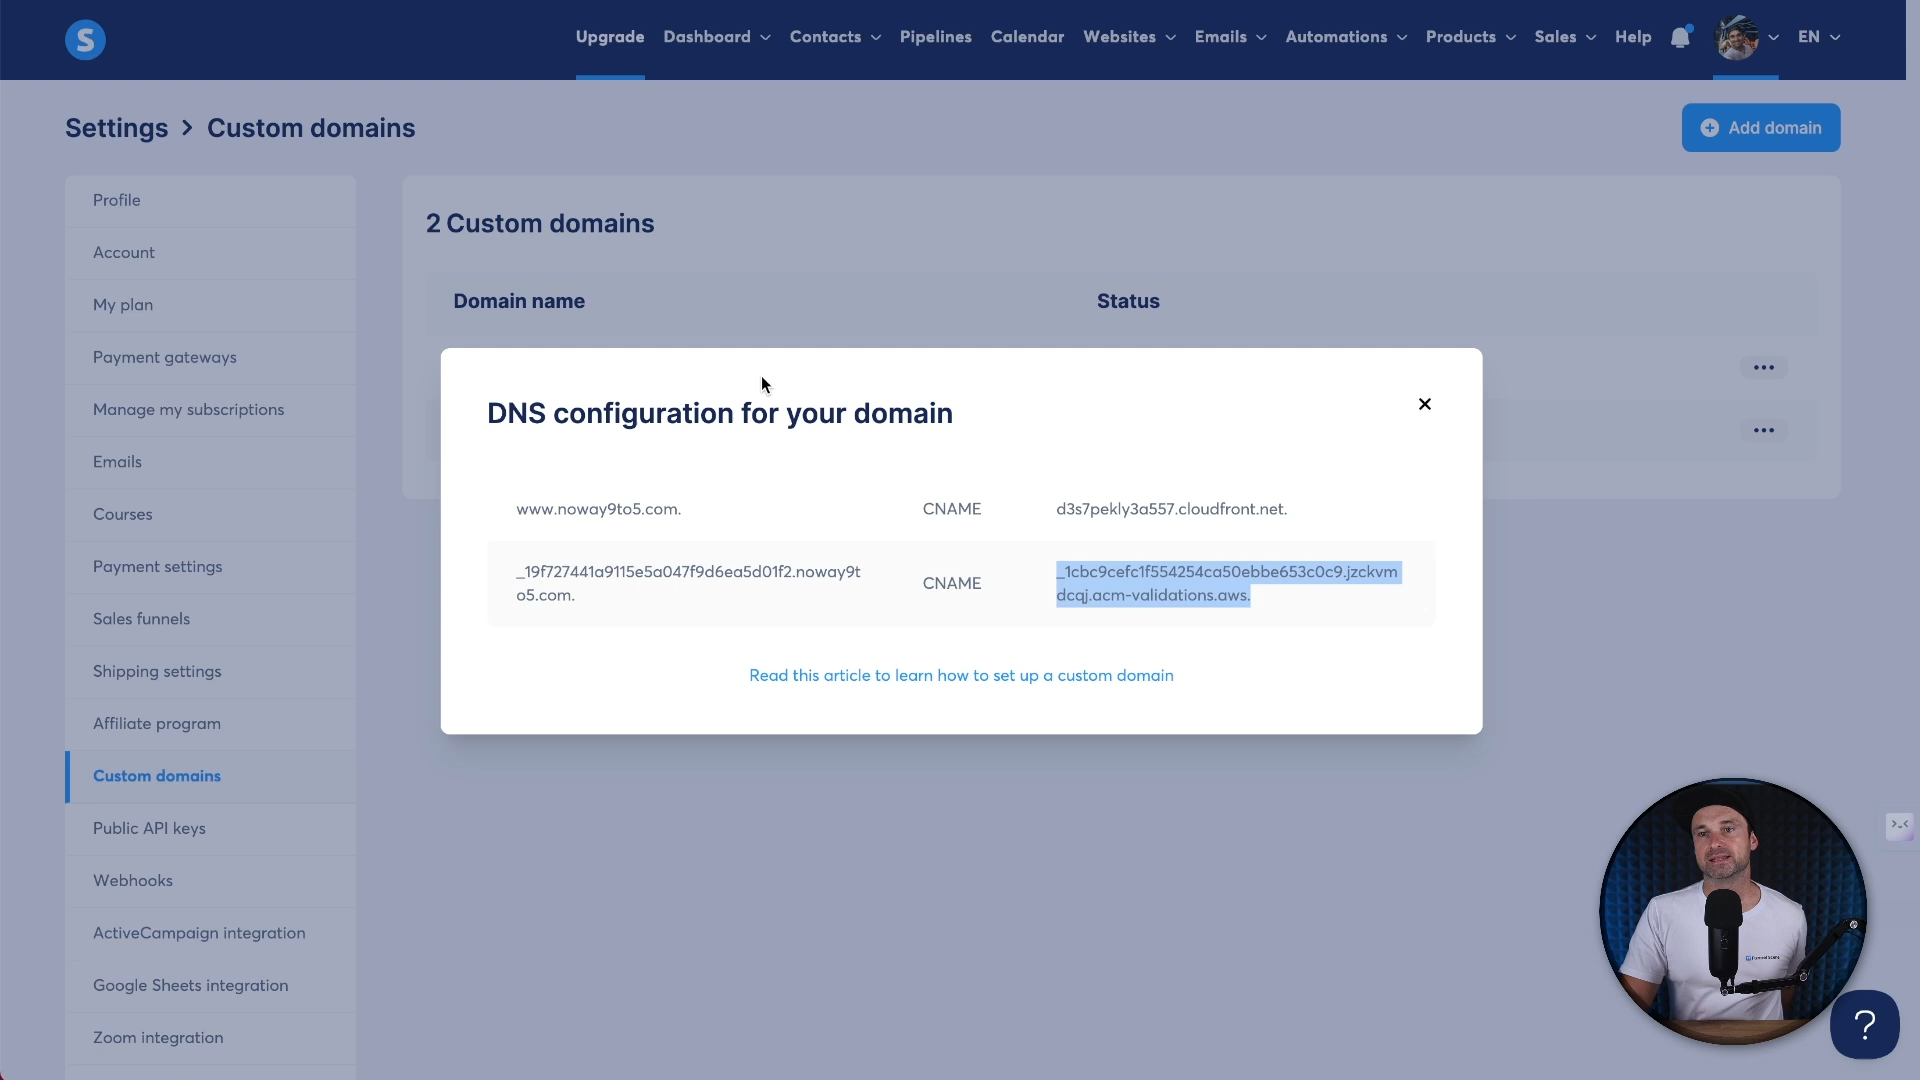 S
Upgrade Dashboard Contacts Pipelines Calendar Websites Emails Automations Products Sales Help EN
Settings > Custom domains
Add domain
Profile
Account
My plan
Payment gateways
Manage my subscriptions
Emails
Courses
Payment settings
Sales funnels
Shipping settings
Affiliate program
Custom domains
Public API keys
Webhooks
ActiveCampaign integration
Google Sheets integration
Zoom integration
2 Custom domains
Domain name Status
DNS configuration for your domain
www.noway9to5.com. CNAME d3s7pekly3a557.cloudfront.net.
_19f727441a9115e5a047f9d6ea5d01f2.noway9t
o5.com.
CNAME
_1cbc9cefc1f554254ca50ebbe653c0c9.jzckvm
dcqj.acm-validations.aws.
Read this article to learn how to set up a custom domain
?